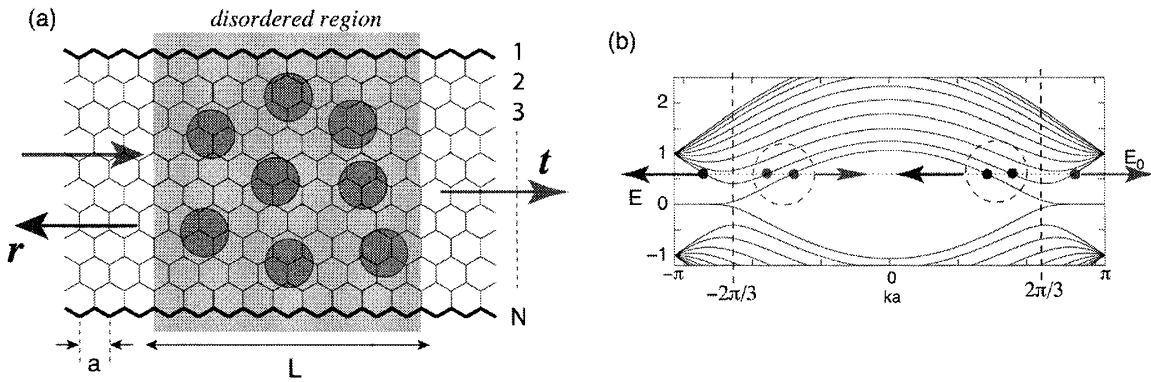 (a)
disordered region
1
2
3
N
r
t
a
L
(b)
2
1
0
-1
E
E₀
-π
-2π/3
0
ka
2π/3
π